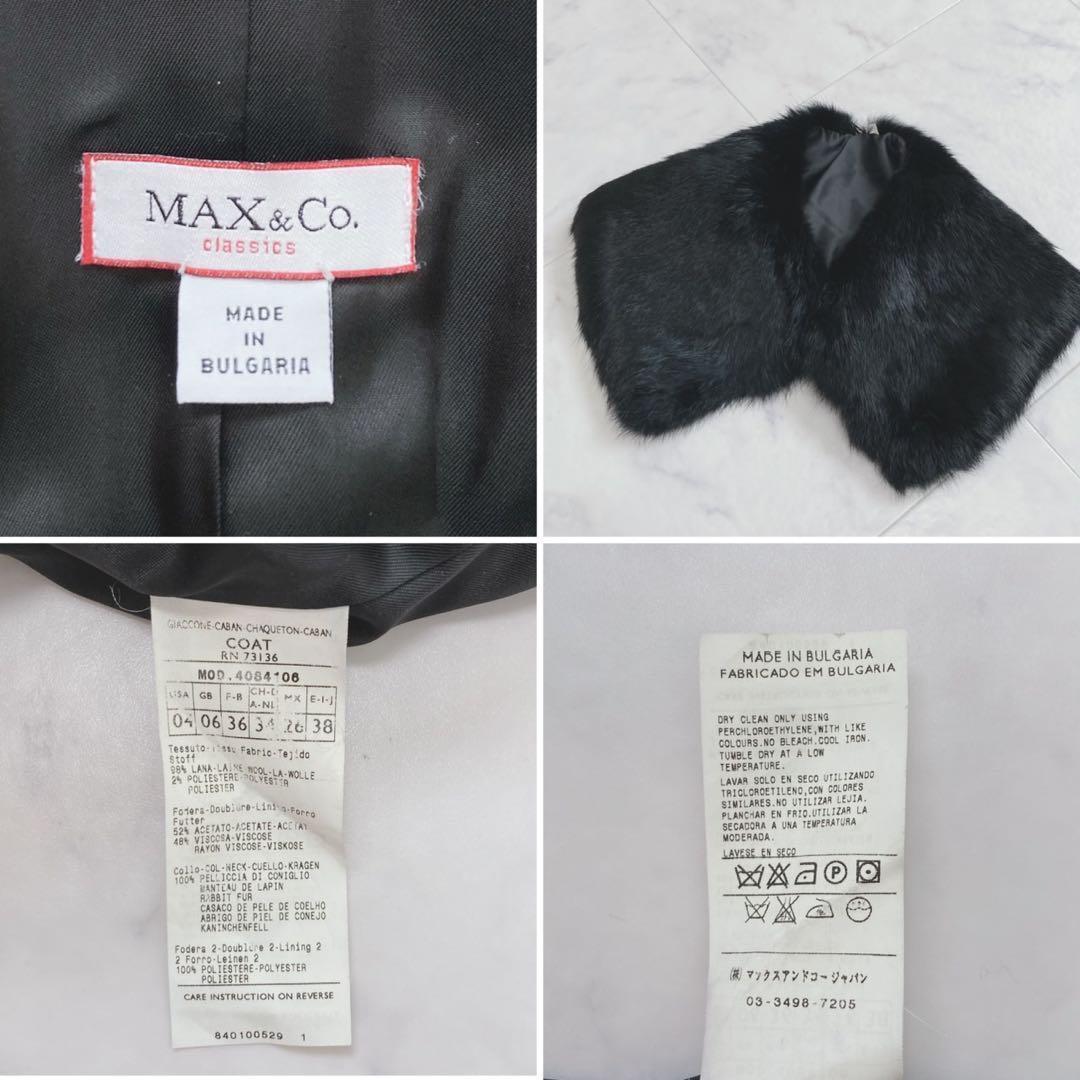 MAX&Co.
classics
MADE
IN
BULGARIA
GIACCONE-CABAN-CHAQUETON-CABAN
COAT
RN 73136
MOD.4084106
USA GB F-B CH-D A-NL MX E-I-J
04 06 36 34 26 38
Tessuto-Tissu Fabric-Tejido
Stoff
98% LANA-LAINE WOOL-LA-WOLLE
2% POLIESTERE-POLYESTER
POLIESTER
Fodera-Doublure-Lining-Forro
Futter
52% ACETATO-ACETATE-ACETAT
48% VISCOSA-VISCOSE
RAYON VISCOSE-VISKOSE
Collo-COL-NECK-CUELLO-KRAGEN
100% PELLICCIA DI CONIGLIO
MANTEAU DE LAPIN
RABBIT FUR
CASACO DE PELE DE COELHO
ABRIGO DE PIEL DE CONEJO
KANINCHENFELL
Fodera 2-Doublure 2-Lining 2
2 Forro-Leinen 2
100% POLIESTERE-POLYESTER
POLIESTER
CARE INSTRUCTION ON REVERSE
840100529 1
MADE IN BULGARIA
FABRICADO EM BULGARIA
DRY CLEAN ONLY USING
PERCHLOROETHYLENE,WITH LIKE
COLOURS.NO BLEACH.COOL IRON.
TUMBLE DRY AT A LOW
TEMPERATURE.
LAVAR SOLO EN SECO UTILIZANDO
TRICLOROETILENO,CON COLORES
SIMILARES.NO UTILIZAR LEJIA.
PLANCHAR EN FRIO.UTILIZAR LA
SECADORA A UNA TEMPERATURA
MODERADA.
LAVESE EN SECO
P
㈱ マックスアンドコージャパン
03-3498-7205